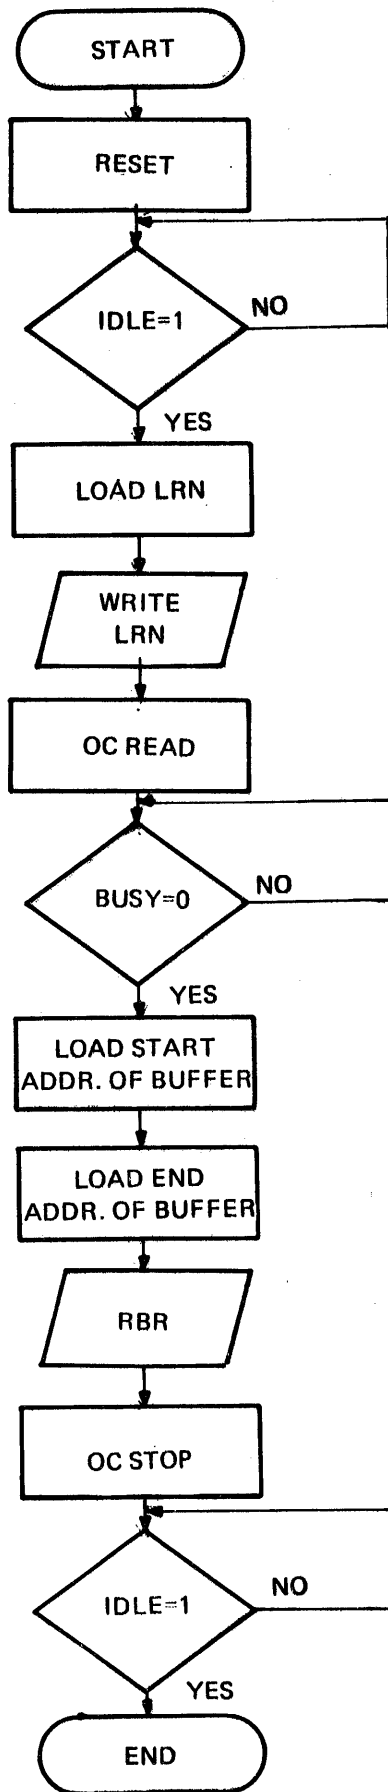 START
RESET
IDLE=1
NO
YES
LOAD LRN
WRITE
LRN
OC READ
BUSY=0
NO
YES
LOAD START
ADDR. OF BUFFER
LOAD END
ADDR. OF BUFFER
RBR
OC STOP
IDLE=1
NO
YES
END